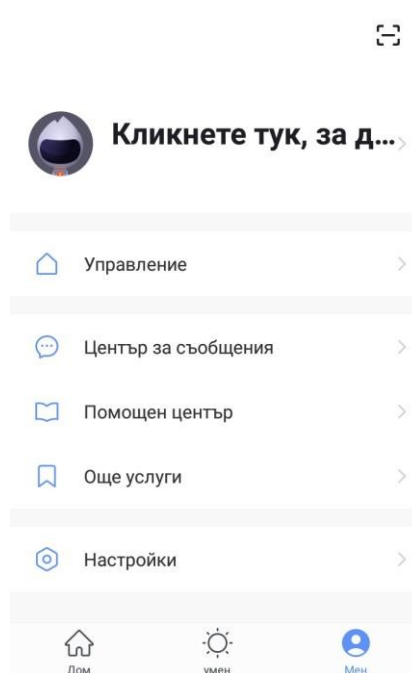 Кликнете тук, за д...
Управление
Център за съобщения
Помощен център
Още услуги
Настройки
Дом
умен
Мен